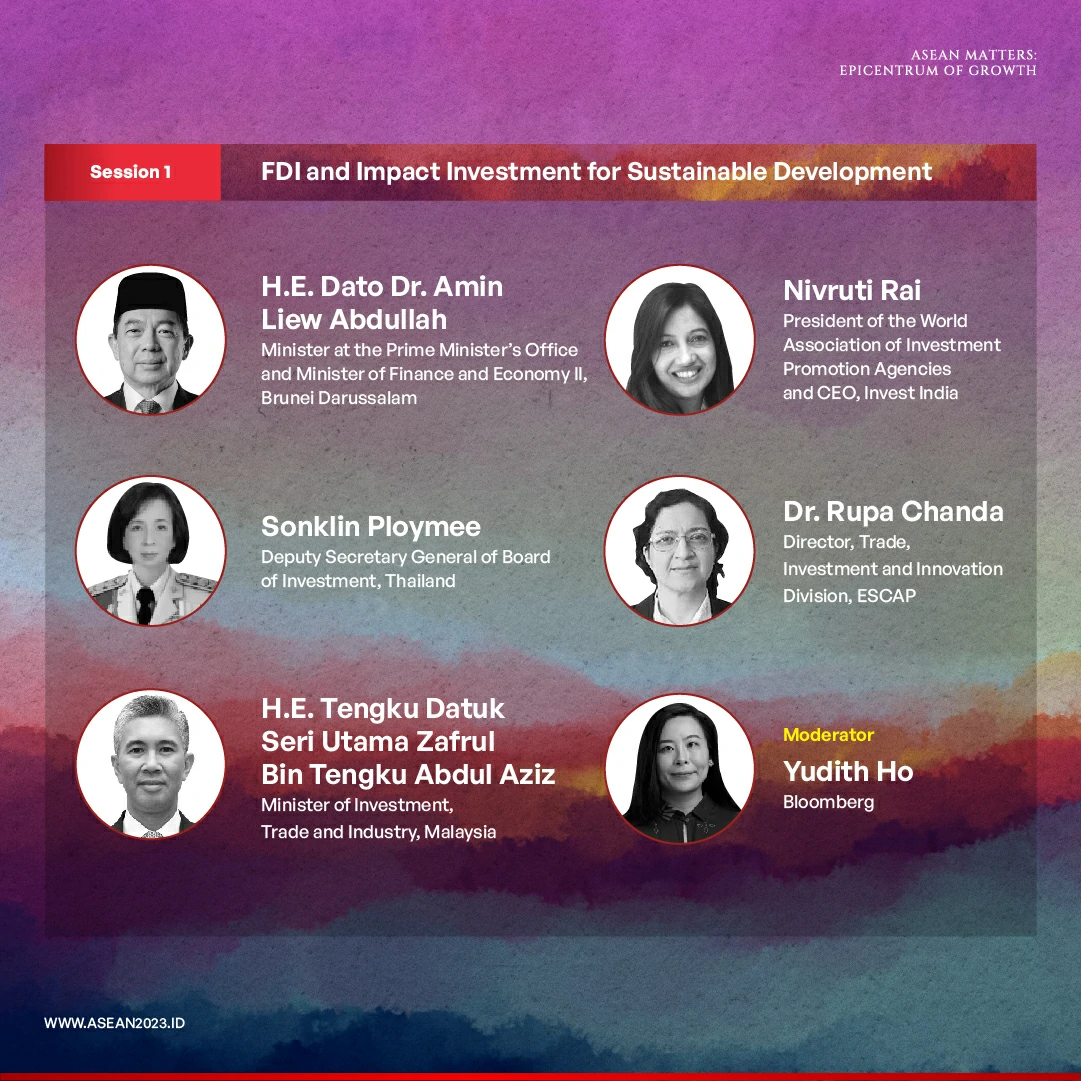 ASEAN MATTERS:
EPICENTRUM OF GROWTH
Session 1
FDI and Impact Investment for Sustainable Development
H.E. Dato Dr. Amin
Liew Abdullah
Minister at the Prime Minister’s Office
and Minister of Finance and Economy II,
Brunei Darussalam
Nivruti Rai
President of the World
Association of Investment
Promotion Agencies
and CEO, Invest India
Sonklin Ploymee
Deputy Secretary General of Board
of Investment, Thailand
Dr. Rupa Chanda
Director, Trade,
Investment and Innovation
Division, ESCAP
H.E. Tengku Datuk
Seri Utama Zafrul
Bin Tengku Abdul Aziz
Minister of Investment,
Trade and Industry, Malaysia
Moderator
Yudith Ho
Bloomberg
WWW.ASEAN2023.ID